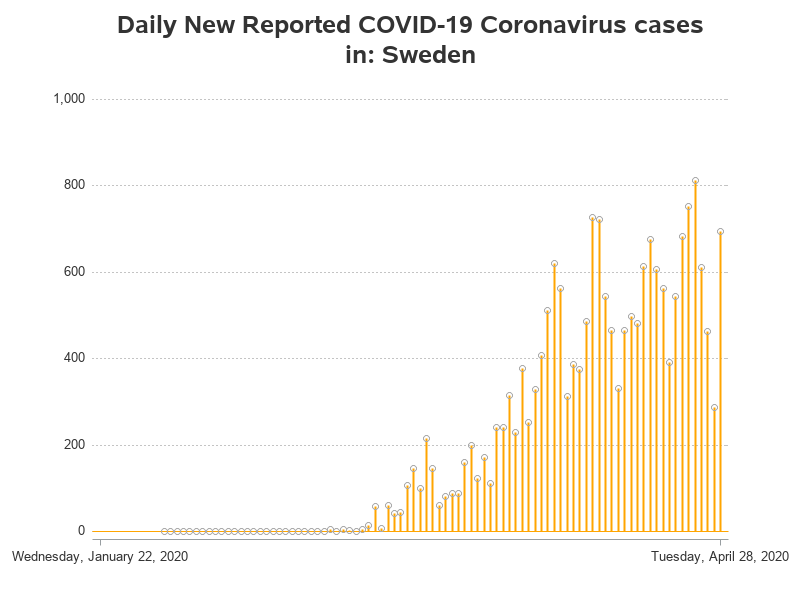 Daily New Reported COVID-19 Coronavirus cases
in: Sweden
1,000
800
600
400
200
0
Wednesday, January 22, 2020
Tuesday, April 28, 2020